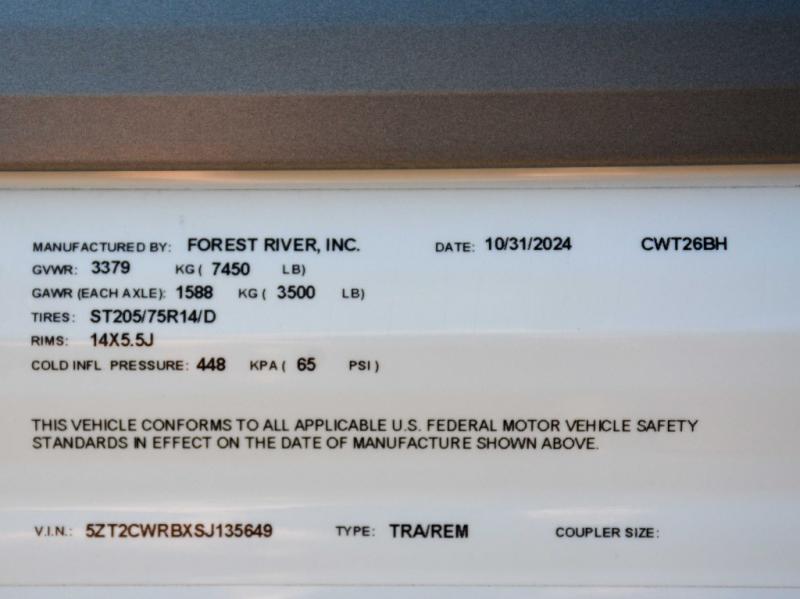 MANUFACTURED BY: FOREST RIVER, INC. DATE: 10/31/2024 CWT26BH
GVWR: 3379 KG ( 7450 LB)
GAWR (EACH AXLE): 1588 KG ( 3500 LB)
TIRES: ST205/75R14/D
RIMS: 14X5.5J
COLD INFL PRESSURE: 448 KPA ( 65 PSI )
THIS VEHICLE CONFORMS TO ALL APPLICABLE U.S. FEDERAL MOTOR VEHICLE SAFETY
STANDARDS IN EFFECT ON THE DATE OF MANUFACTURE SHOWN ABOVE.
V.I.N.: 5ZT2CWRBXSJ135649 TYPE: TRA/REM COUPLER SIZE: